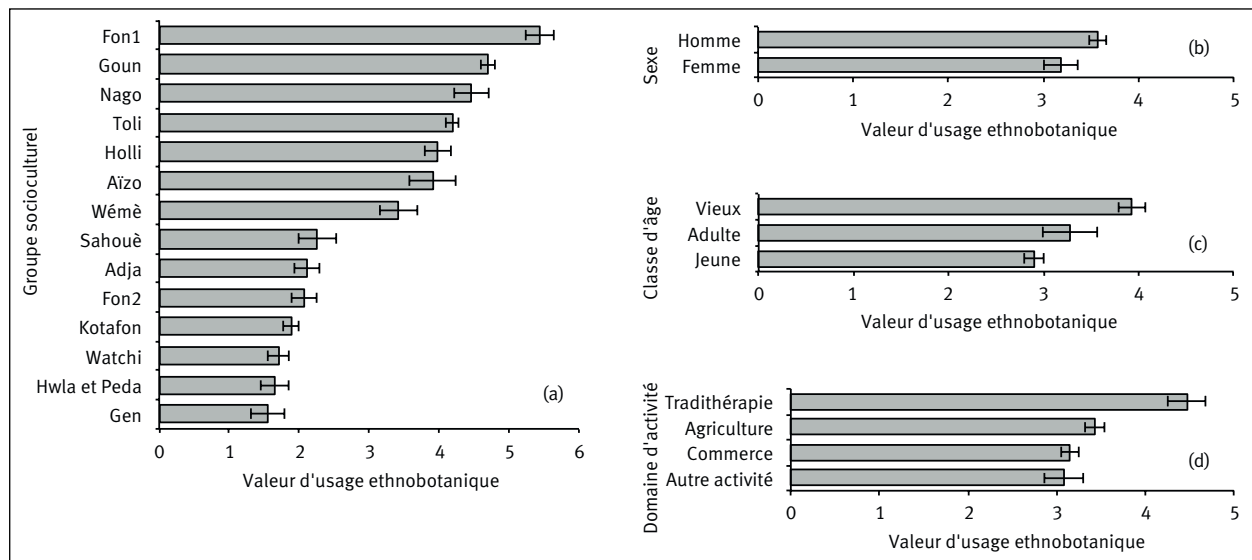 Groupe socioculturel
Fon1
Goun
Nago
Toli
Holli
Aïzo
Wémè
Sahouè
Adja
Fon2
Kotafon
Watchi
Hwla et Peda
Gen
(a)
0 1 2 3 4 5 6
Valeur d'usage ethnobotanique
Sexe
Homme
Femme
(b)
0 1 2 3 4 5
Valeur d'usage ethnobotanique
Classe d'âge
Vieux
Adulte
Jeune
(c)
0 1 2 3 4 5
Valeur d'usage ethnobotanique
Domaine d'activité
Tradithérapie
Agriculture
Commerce
Autre activité
(d)
0 1 2 3 4 5
Valeur d'usage ethnobotanique